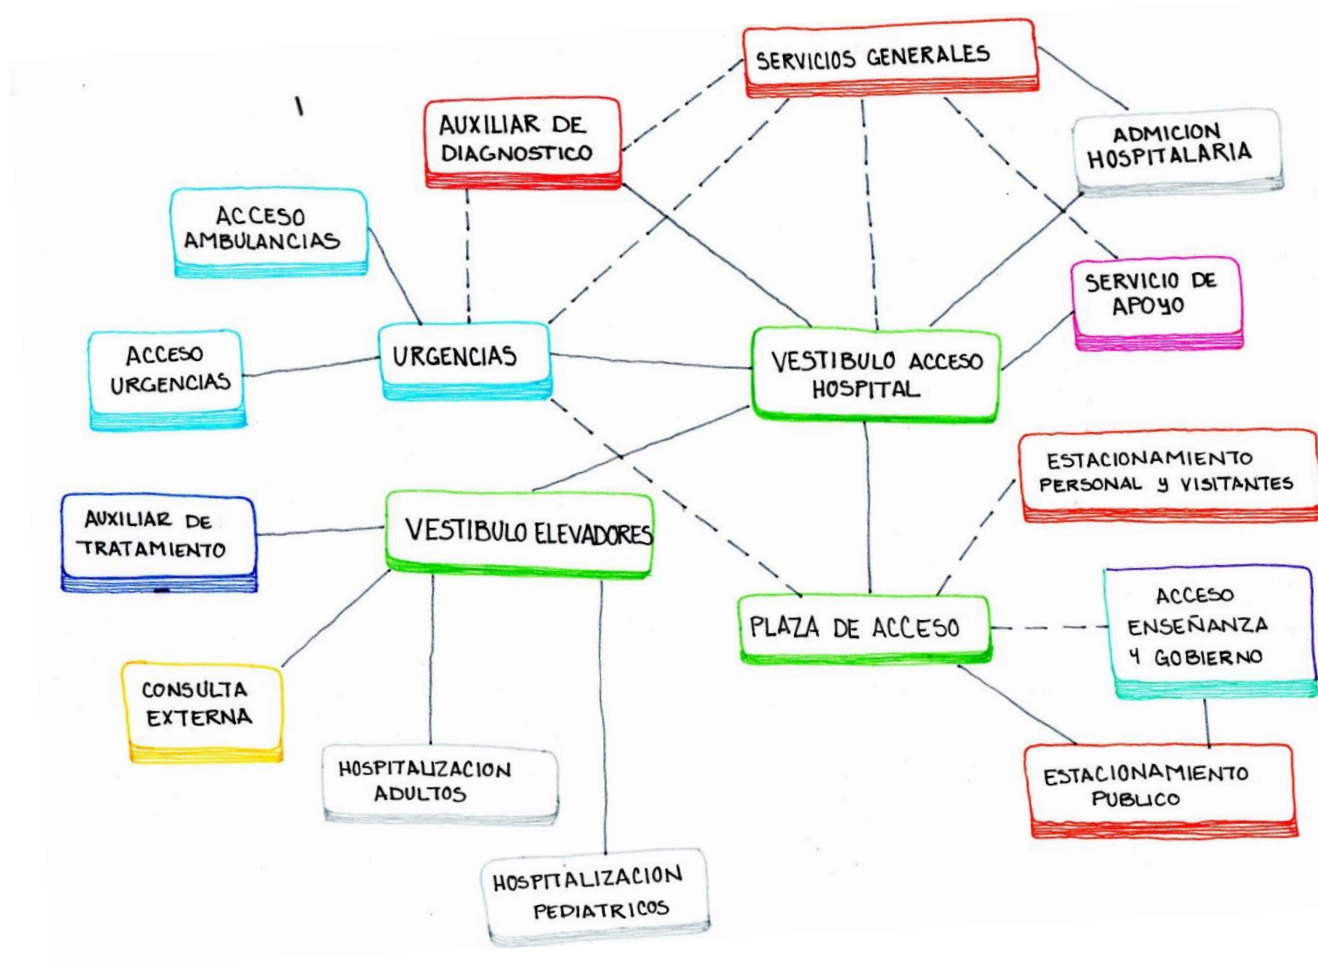 SERVICIOS GENERALES
AUXILIAR DE
DIAGNOSTICO
ADMICION
HOSPITALARIA
ACCESO
AMBULANCIAS
SERVICIO DE
APOYO
ACCESO
URGENCIAS
URGENCIAS
VESTIBULO ACCESO
HOSPITAL
ESTACIONAMIENTO
PERSONAL y VISITANTES
AUXILIAR DE
TRATAMIENTO
VESTIBULO ELEVADORES
PLAZA DE ACCESO
ACCESO
ENSEÑANZA
Y GOBIERNO
CONSULTA
EXTERNA
HOSPITALIZACION
ADULTOS
ESTACIONAMIENTO
PUBLICO
HOSPITALIZACION
PEDIATRICOS